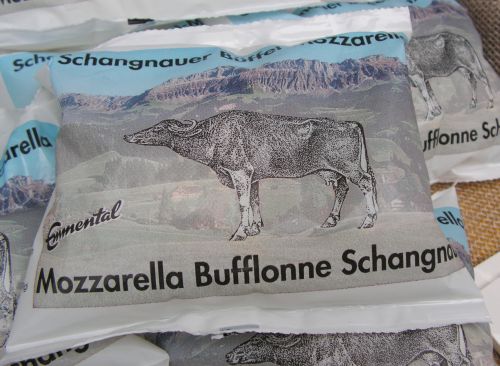 Schangnauer Büffel Mozzarella
Emmental
Mozzarella Bufflonne Schangnau